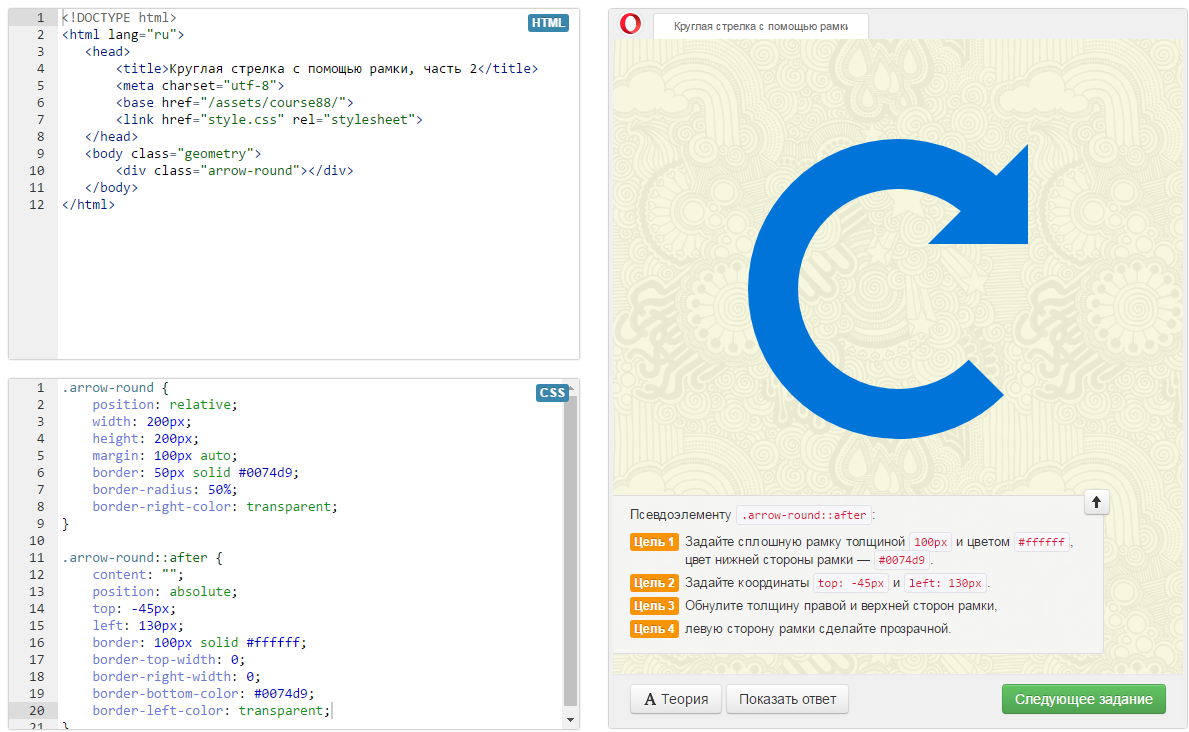 1 <!DOCTYPE html>
HTML
2 <html lang="ru">
3 <head>
4 <title>Круглая стрелка с помощью рамки, часть 2</title>
5 <meta charset="utf-8">
6 <base href="/assets/course88/">
7 <link href="style.css" rel="stylesheet">
8 </head>
9 <body class="geometry">
10 <div class="arrow-round"></div>
11 </body>
12 </html>
CSS
1 .arrow-round {
2 position: relative;
3 width: 200px;
4 height: 200px;
5 margin: 100px auto;
6 border: 50px solid #0074d9;
7 border-radius: 50%;
8 border-right-color: transparent;
9 }
10
11 .arrow-round::after {
12 content: "";
13 position: absolute;
14 top: -45px;
15 left: 130px;
16 border: 100px solid #ffffff;
17 border-top-width: 0;
18 border-right-width: 0;
19 border-bottom-color: #0074d9;
20 border-left-color: transparent;
21 }
Круглая стрелка с помощью рамки
Псевдоэлементу .arrow-round::after:
Цель 1 Задайте сплошную рамку толщиной 100px и цветом #ffffff,
цвет нижней стороны рамки — #0074d9.
Цель 2 Задайте координаты top: -45px и left: 130px.
Цель 3 Обнулите толщину правой и верхней сторон рамки,
Цель 4 левую сторону рамки сделайте прозрачной.
A Теория
Показать ответ
Следующее задание